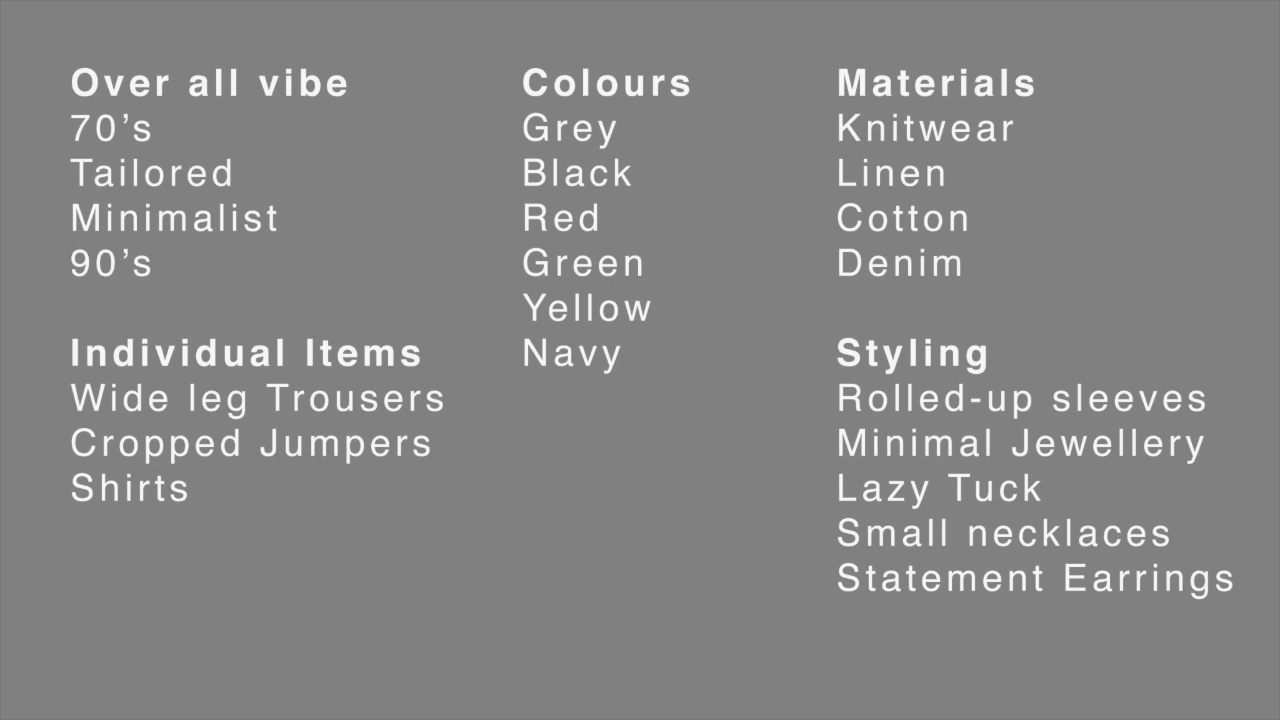 Over all vibe
70’s
Tailored
Minimalist
90’s
Individual Items
Wide leg Trousers
Cropped Jumpers
Shirts
Colours
Grey
Black
Red
Green
Yellow
Navy
Materials
Knitwear
Linen
Cotton
Denim
Styling
Rolled-up sleeves
Minimal Jewellery
Lazy Tuck
Small necklaces
Statement Earrings